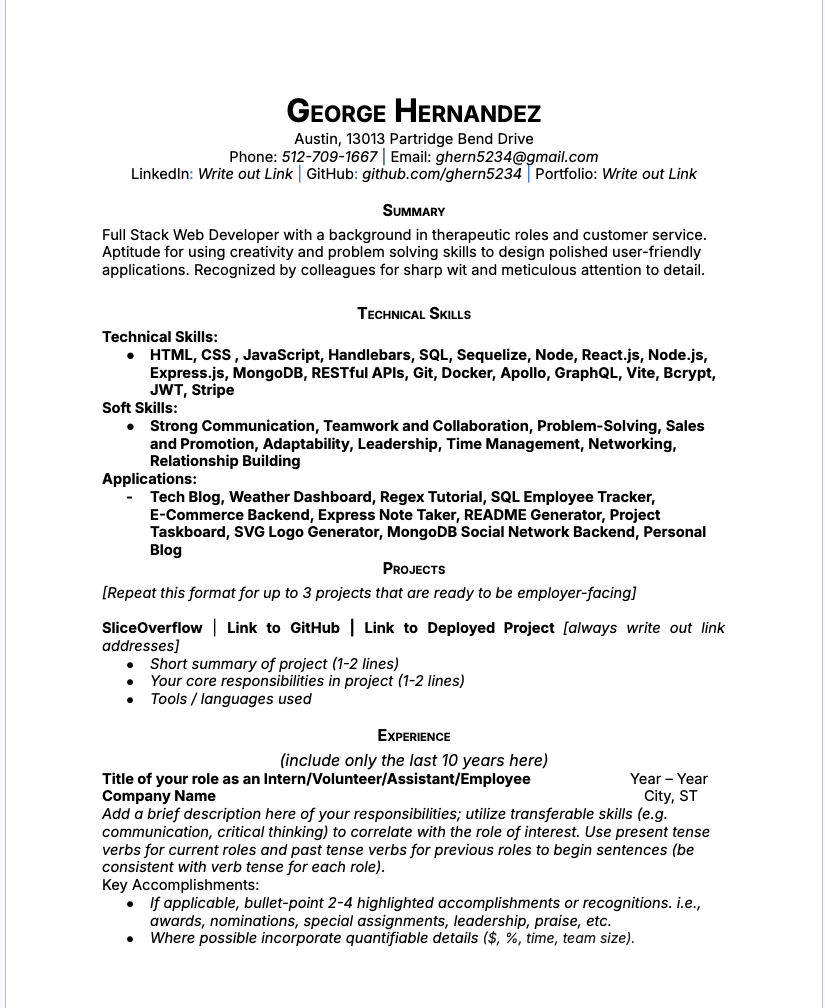 George Hernandez
Austin, 13013 Partridge Bend Drive
Phone: 512-709-1667 | Email: ghern5234@gmail.com
LinkedIn: Write out Link | GitHub: github.com/ghern5234 | Portfolio: Write out Link
Summary
Full Stack Web Developer with a background in therapeutic roles and customer service.
Aptitude for using creativity and problem solving skills to design polished user-friendly
applications. Recognized by colleagues for sharp wit and meticulous attention to detail.
Technical Skills
Technical Skills:
● HTML, CSS , JavaScript, Handlebars, SQL, Sequelize, Node, React.js, Node.js,
Express.js, MongoDB, RESTful APIs, Git, Docker, Apollo, GraphQL, Vite, Bcrypt,
JWT, Stripe
Soft Skills:
● Strong Communication, Teamwork and Collaboration, Problem-Solving, Sales
and Promotion, Adaptability, Leadership, Time Management, Networking,
Relationship Building
Applications:
- Tech Blog, Weather Dashboard, Regex Tutorial, SQL Employee Tracker,
E-Commerce Backend, Express Note Taker, README Generator, Project
Taskboard, SVG Logo Generator, MongoDB Social Network Backend, Personal
Blog
Projects
[Repeat this format for up to 3 projects that are ready to be employer-facing]
SliceOverflow | Link to GitHub | Link to Deployed Project [always write out link
addresses]
● Short summary of project (1-2 lines)
● Your core responsibilities in project (1-2 lines)
● Tools / languages used
Experience
(include only the last 10 years here)
Title of your role as an Intern/Volunteer/Assistant/Employee Year – Year
Company Name City, ST
Add a brief description here of your responsibilities; utilize transferable skills (e.g.
communication, critical thinking) to correlate with the role of interest. Use present tense
verbs for current roles and past tense verbs for previous roles to begin sentences (be
consistent with verb tense for each role).
Key Accomplishments:
● If applicable, bullet-point 2-4 highlighted accomplishments or recognitions. i.e.,
awards, nominations, special assignments, leadership, praise, etc.
● Where possible incorporate quantifiable details ($, %, time, team size).